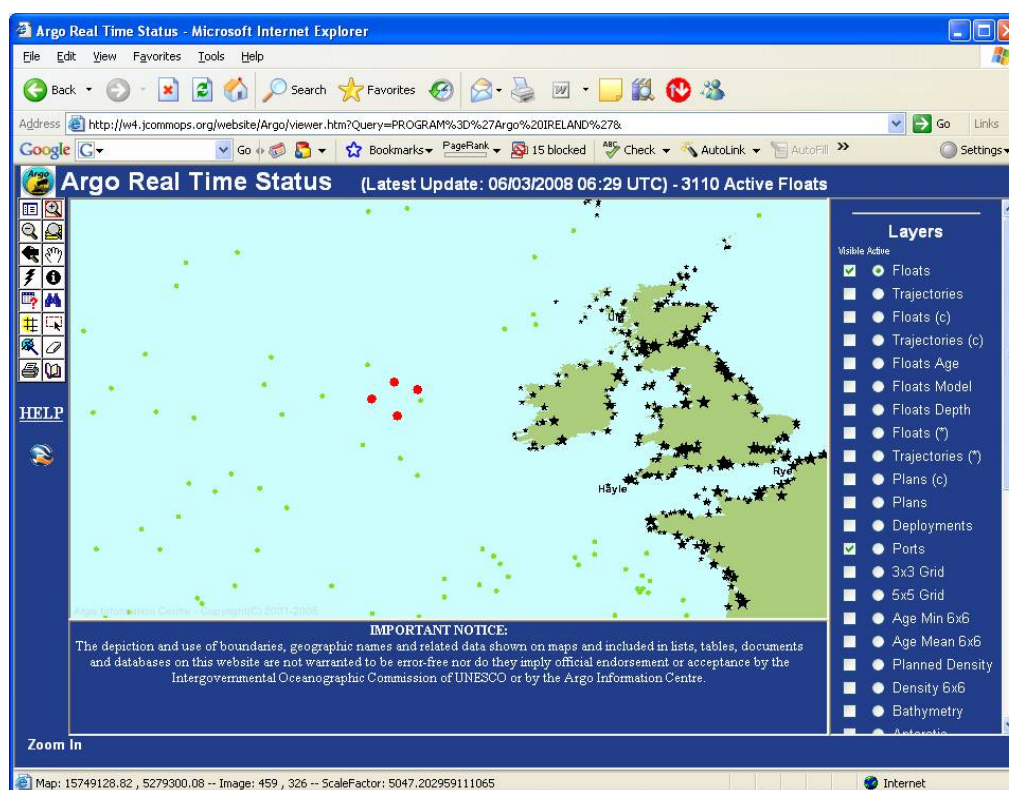 Argo Real Time Status - Microsoft Internet Explorer
File Edit View Favorites Tools Help
Back Search Favorites
Address http://w4.jcommops.org/website/Argo/viewer.htm?Query=PROGRAM%3D%27Argo%20IRELAND%27& Go Links
Google G Go Bookmarks PageRank 15 blocked ABC Check AutoLink AutoFill >> Settings
Argo Argo Real Time Status (Latest Update: 06/03/2008 06:29 UTC) - 3110 Active Floats
Layers
Visible Active
Floats
Trajectories
Floats (c)
Trajectories (c)
Floats Age
Floats Model
Floats Depth
Floats (*)
Trajectories (*)
Plans (c)
Plans
Deployments
Ports
3x3 Grid
5x5 Grid
Age Min 6x6
Age Mean 6x6
Planned Density
Density 6x6
Bathymetry
HELP
Rye
Hayle
Argo Information Centre - Copyright(C) 2001-2008
IMPORTANT NOTICE:
The depiction and use of boundaries, geographic names and related data shown on maps and included in lists, tables, documents
and databases on this website are not warranted to be error-free nor do they imply official endorsement or acceptance by the
Intergovernmental Oceanographic Commission of UNESCO or by the Argo Information Centre.
Zoom In
Map: 15749128.82 , 5279300.08 -- Image: 459 , 326 -- ScaleFactor: 5047.202959111065
Internet